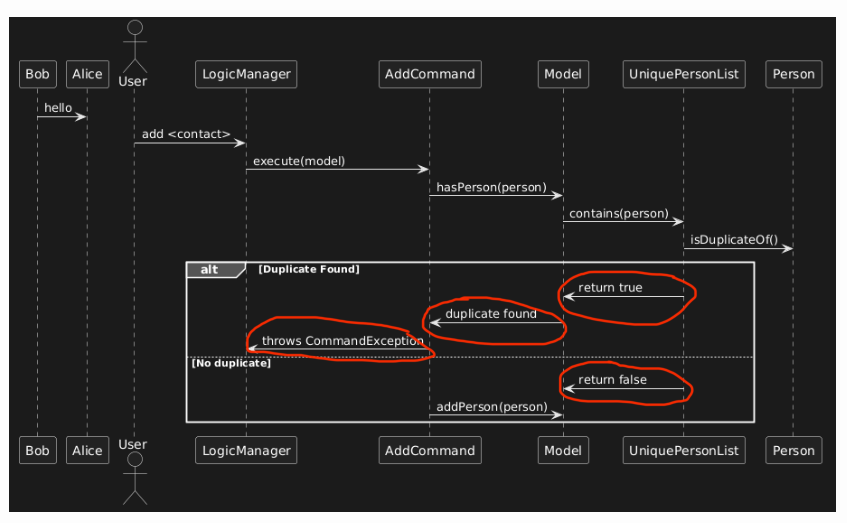 Bob Alice User LogicManager AddCommand Model UniquePersonList Person
hello
add <contact>
execute(model)
hasPerson(person)
contains(person)
isDuplicateOf()
alt [Duplicate Found]
return true
duplicate found
throws CommandException
[No duplicate]
return false
addPerson(person)
Bob Alice User LogicManager AddCommand Model UniquePersonList Person